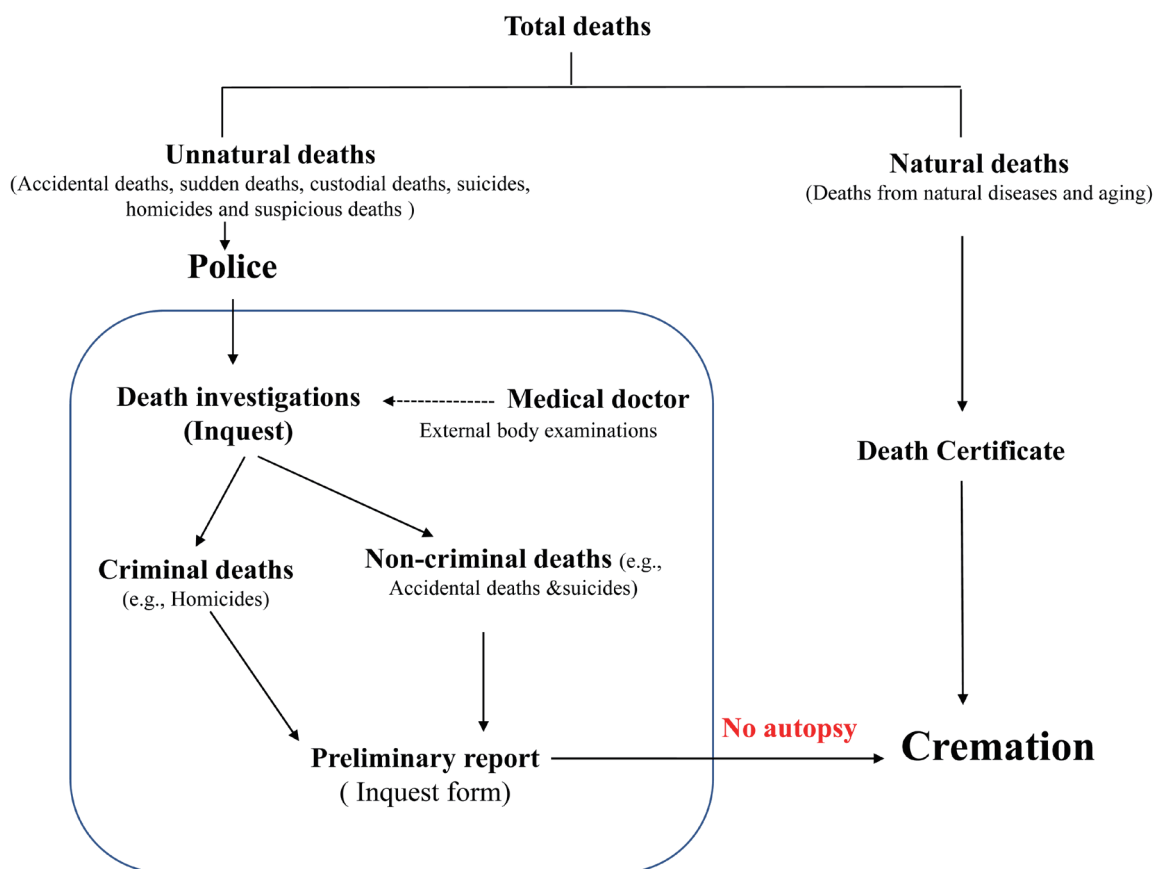 Total deaths
Unnatural deaths
(Accidental deaths, sudden deaths, custodial deaths, suicides,
homicides and suspicious deaths )
Natural deaths
(Deaths from natural diseases and aging)
Police
Death investigations
(Inquest)
Medical doctor
External body examinations
Death Certificate
Criminal deaths
(e.g., Homicides)
Non-criminal deaths (e.g.,
Accidental deaths &suicides)
No autopsy
Cremation
Preliminary report
( Inquest form)